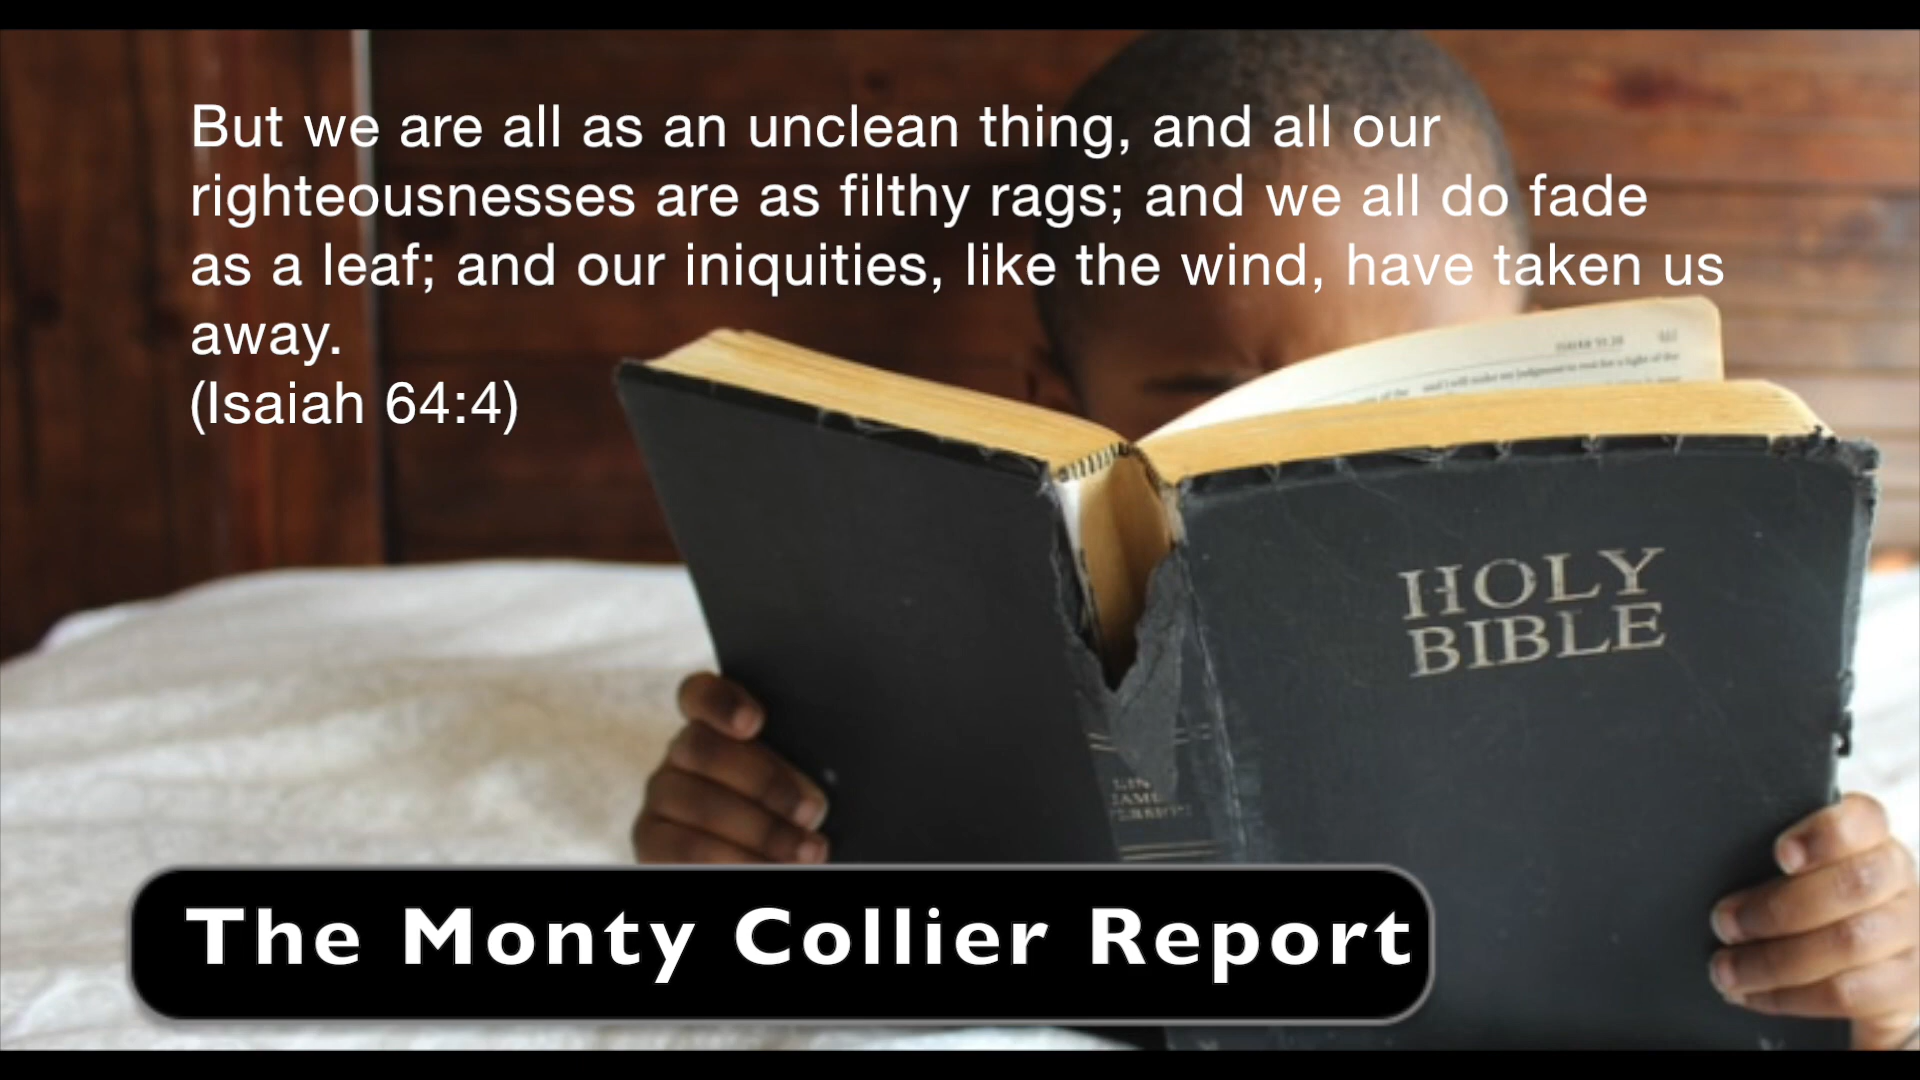 But we are all as an unclean thing, and all our
righteousnesses are as filthy rags; and we all do fade
as a leaf; and our iniquities, like the wind, have taken us
away.
(Isaiah 64:4)
HOLY
BIBLE
The Monty Collier Report